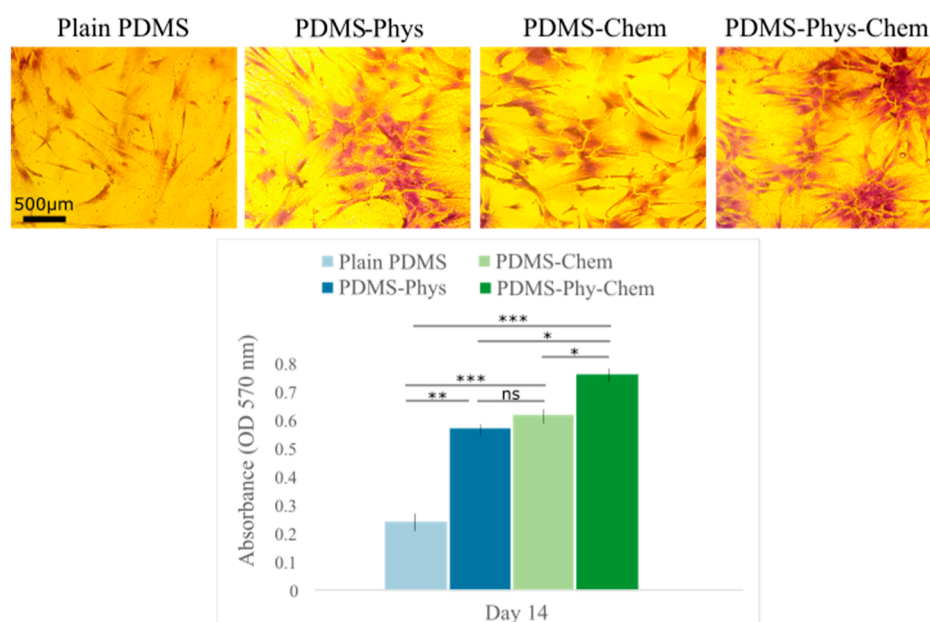 Plain PDMS PDMS-Phys PDMS-Chem PDMS-Phys-Chem
500µm
Plain PDMS PDMS-Chem
PDMS-Phys PDMS-Phy-Chem
***
*
*
***
** ns
Absorbance (OD 570 nm)
0.8
0.7
0.6
0.5
0.4
0.3
0.2
0.1
0
Day 14